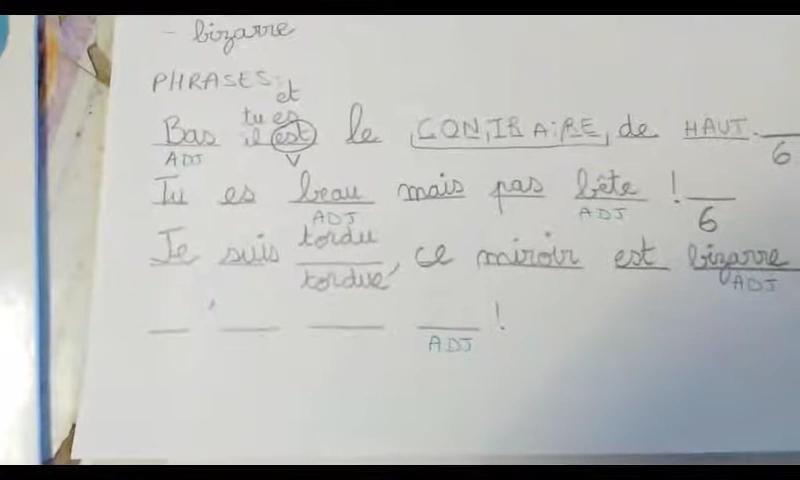 - bizarre
PHRASES:
et
tu es
Bas il est le CONTRAIRE, de HAUT.
ADJ V 6
Tu es beau mais pas bête !
ADJ ADJ 6
Je suis tordu, ce miroir est bizarre
tordue ADJ
' !
ADJ